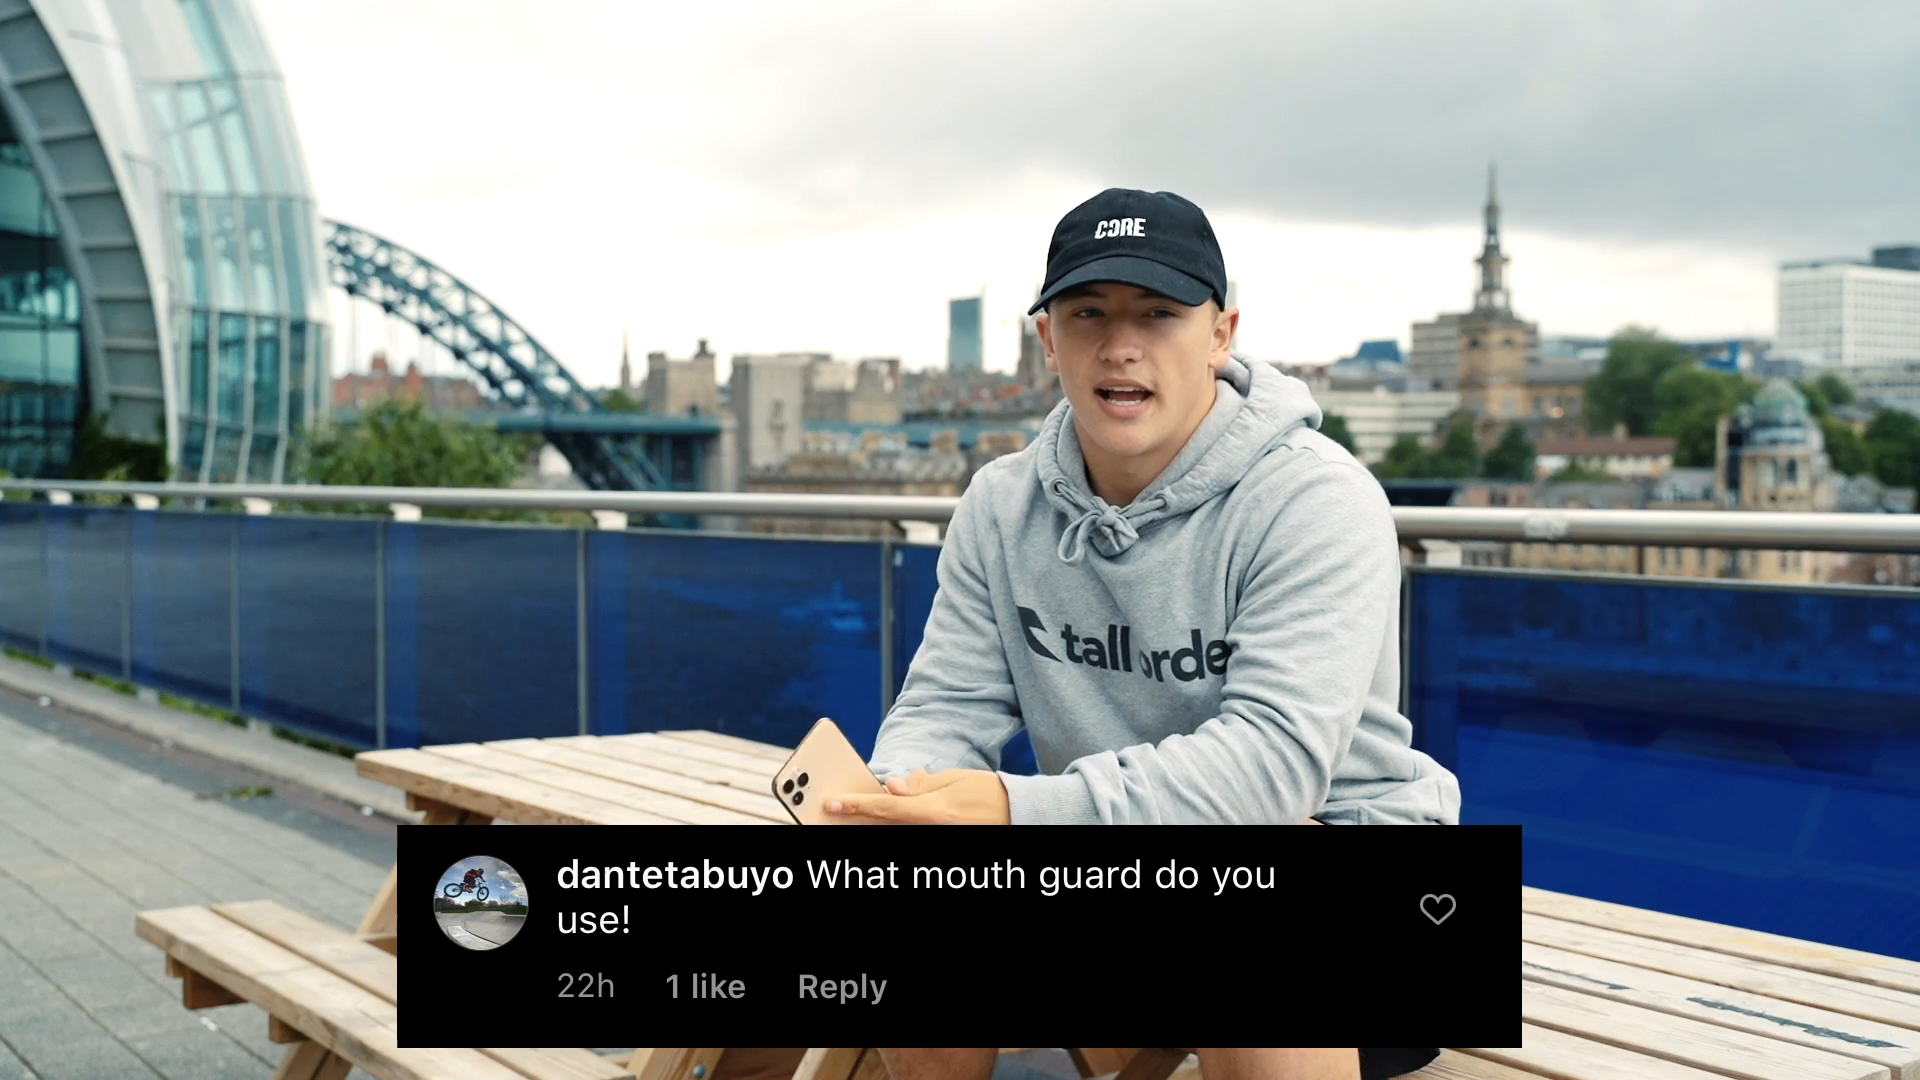 CORE
tall orde
dantetabuyo What mouth guard do you
use!
22h 1 like Reply